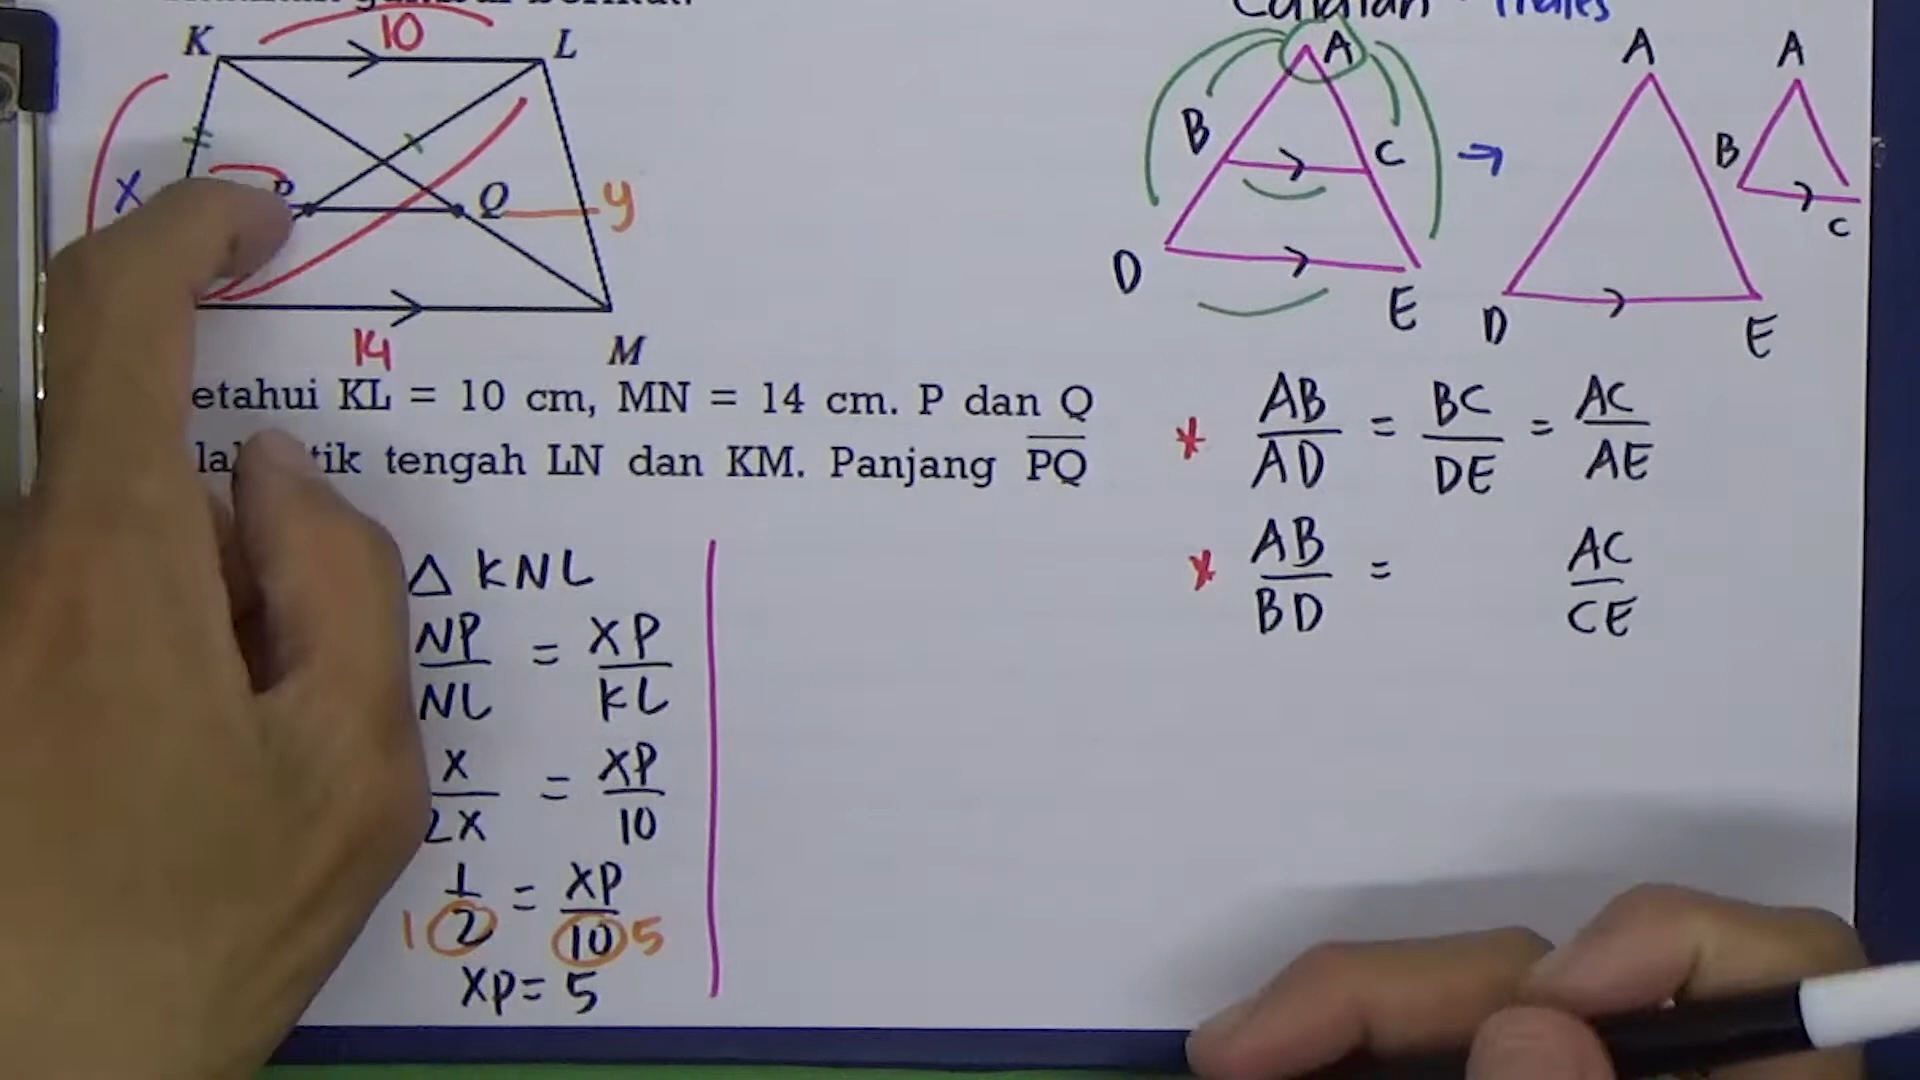 Catatan : Thales
10
K L
X P Q y
14
M
etahui KL = 10 cm, MN = 14 cm. P dan Q
tik tengah LN dan KM. Panjang PQ
△ KNL
NP/NL = XP/KL
x/2x = XP/10
1/2 = XP/10
1 5
XP = 5
A A A
B C B
C
D E D E
* AB/AD = BC/DE = AC/AE
* AB/BD = AC/CE